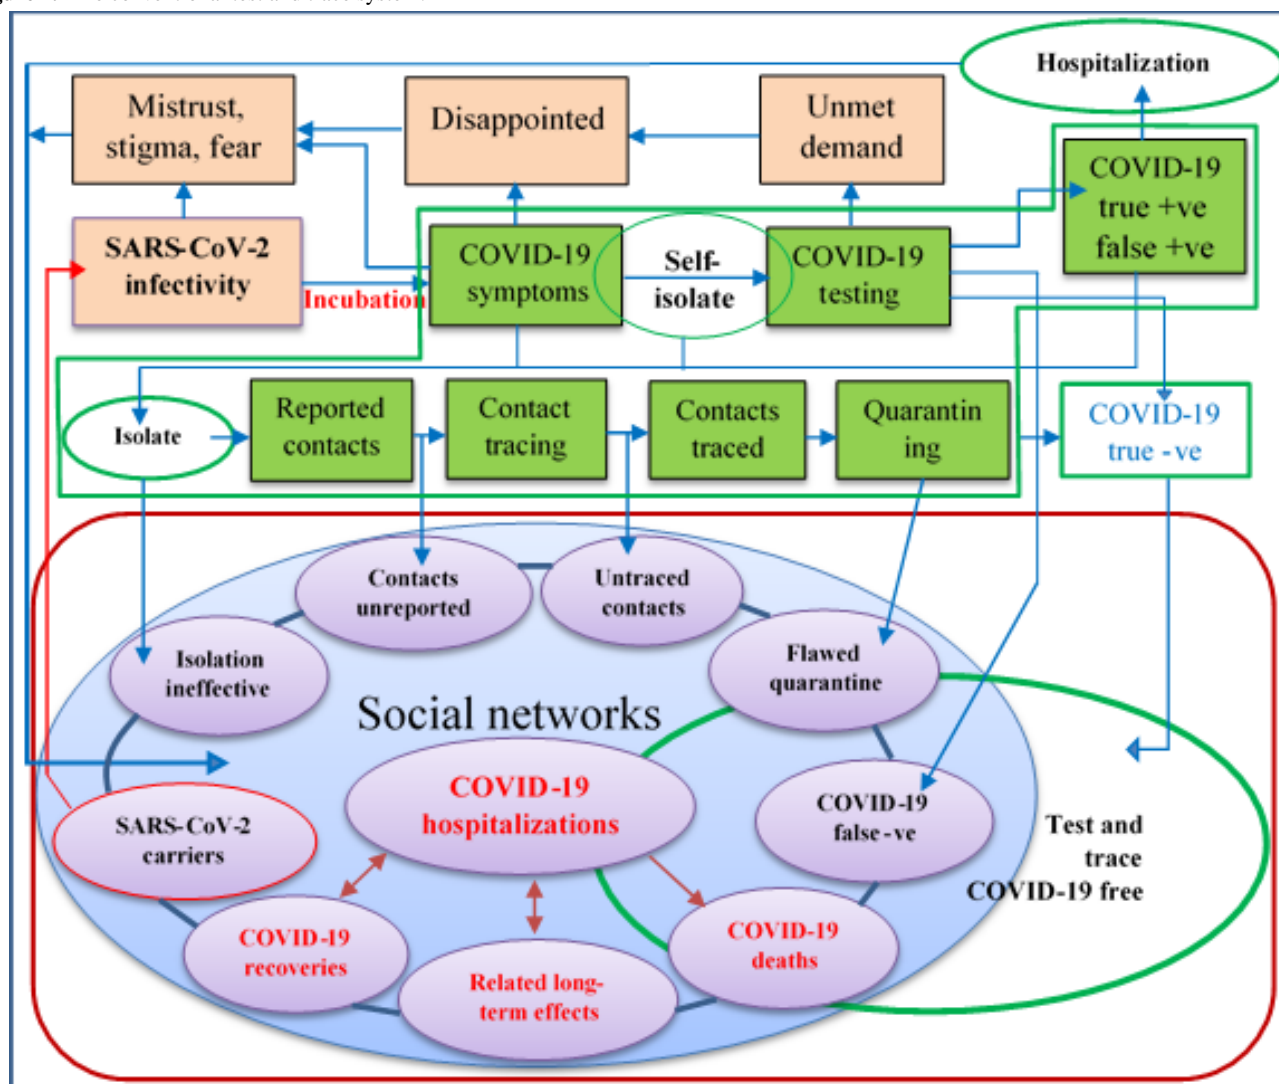 Hospitalization
Mistrust,
stigma, fear
Disappointed
Unmet
demand
COVID-19
true +ve
false +ve
SARS-CoV-2
infectivity
Incubation
COVID-19
symptoms
Self-
isolate
COVID-19
testing
Isolate
Reported
contacts
Contact
tracing
Contacts
traced
Quarantin
ing
COVID-19
true -ve
Contacts
unreported
Untraced
contacts
Isolation
ineffective
Flawed
quarantine
Social networks
COVID-19
hospitalizations
SARS-CoV-2
carriers
COVID-19
false-ve
Test and
trace
COVID-19 free
COVID-19
recoveries
Related long-
term effects
COVID-19
deaths